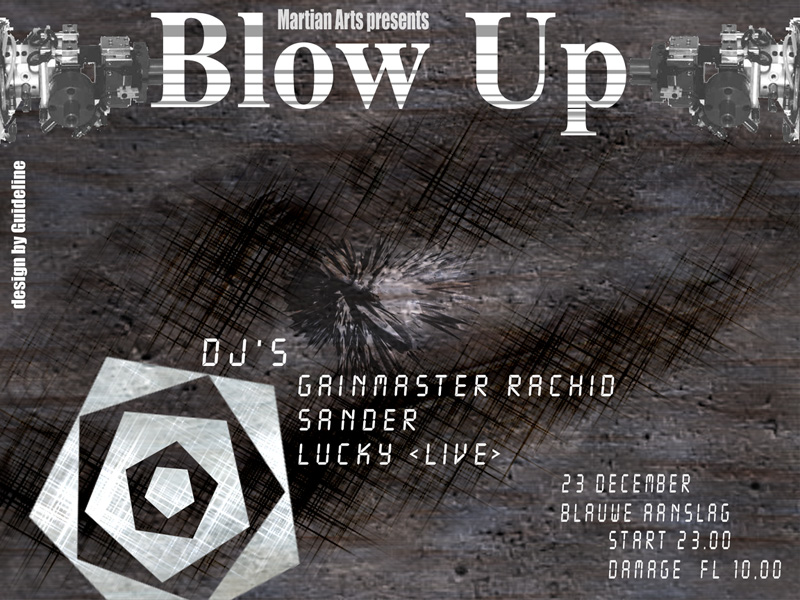 Martian Arts presents
Blow Up
design by Guideline
DJ'S
GAINMASTER RACHID
SANDER
LUCKY <LIVE>
23 DECEMBER
BLAUWE AANSLAG
START 23.00
DAMAGE FL 10.00